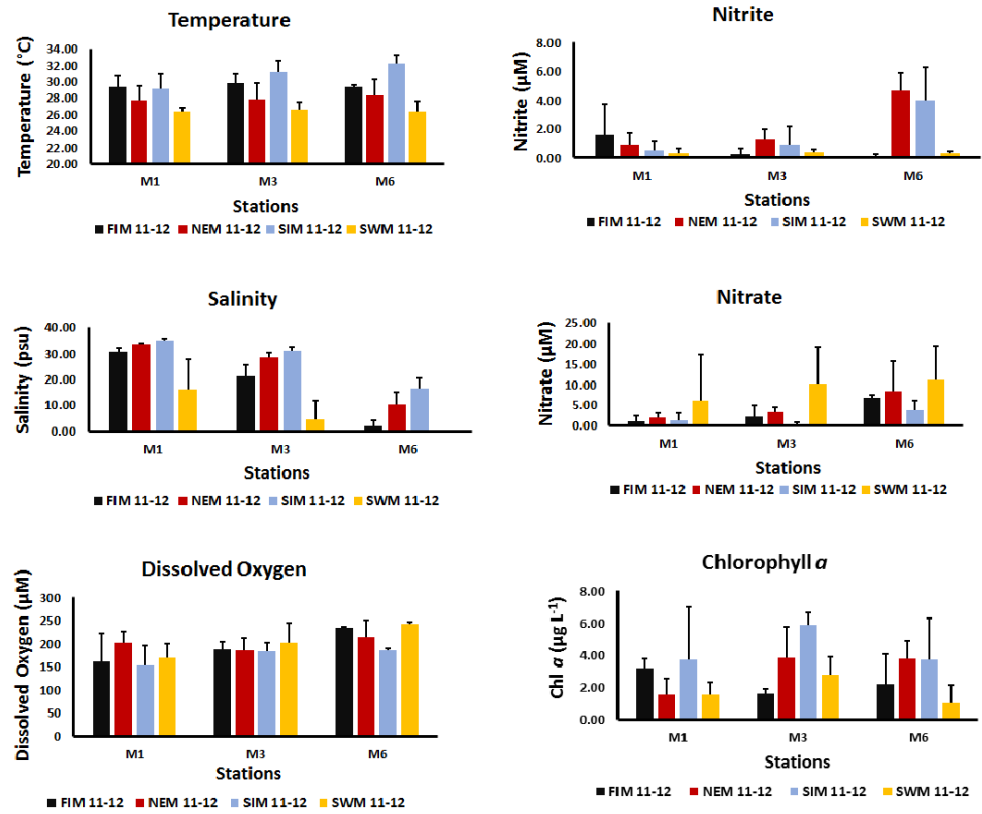 Temperature
Temperature (°C)
34.00
32.00
30.00
28.00
26.00
24.00
22.00
20.00
M1 M3 M6
Stations
FIM 11-12 NEM 11-12 SIM 11-12 SWM 11-12
Nitrite
Nitrite (µM)
8.00
6.00
4.00
2.00
0.00
M1 M3 M6
Stations
FIM 11-12 NEM 11-12 SIM 11-12 SWM 11-12
Salinity
Salinity (psu)
40.00
30.00
20.00
10.00
0.00
M1 M3 M6
Stations
FIM 11-12 NEM 11-12 SIM 11-12 SWM 11-12
Nitrate
Nitrate (µM)
25.00
20.00
15.00
10.00
5.00
0.00
M1 M3 M6
Stations
FIM 11-12 NEM 11-12 SIM 11-12 SWM 11-12
Dissolved Oxygen
Dissolved Oxygen (µM)
300
250
200
150
100
50
0
M1 M3 M6
Stations
FIM 11-12 NEM 11-12 SIM 11-12 SWM 11-12
Chlorophyll a
Chl a (µg L-1)
8.00
6.00
4.00
2.00
0.00
M1 M3 M6
Stations
FIM 11-12 NEM 11-12 SIM 11-12 SWM 11-12